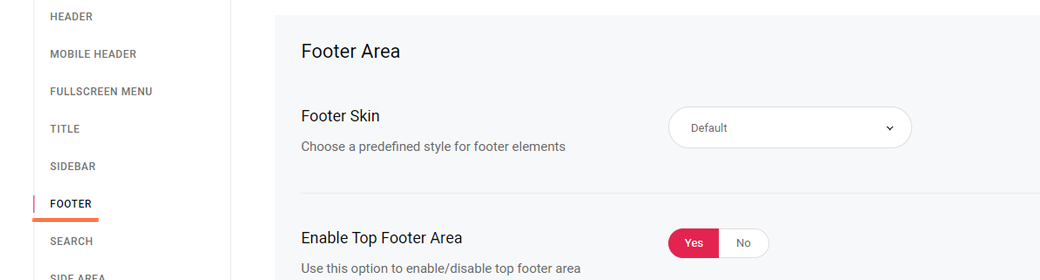 HEADER
MOBILE HEADER
FULLSCREEN MENU
TITLE
SIDEBAR
FOOTER
SEARCH
SIDE AREA
Footer Area
Footer Skin
Choose a predefined style for footer elements
Default
Enable Top Footer Area
Use this option to enable/disable top footer area
Yes No